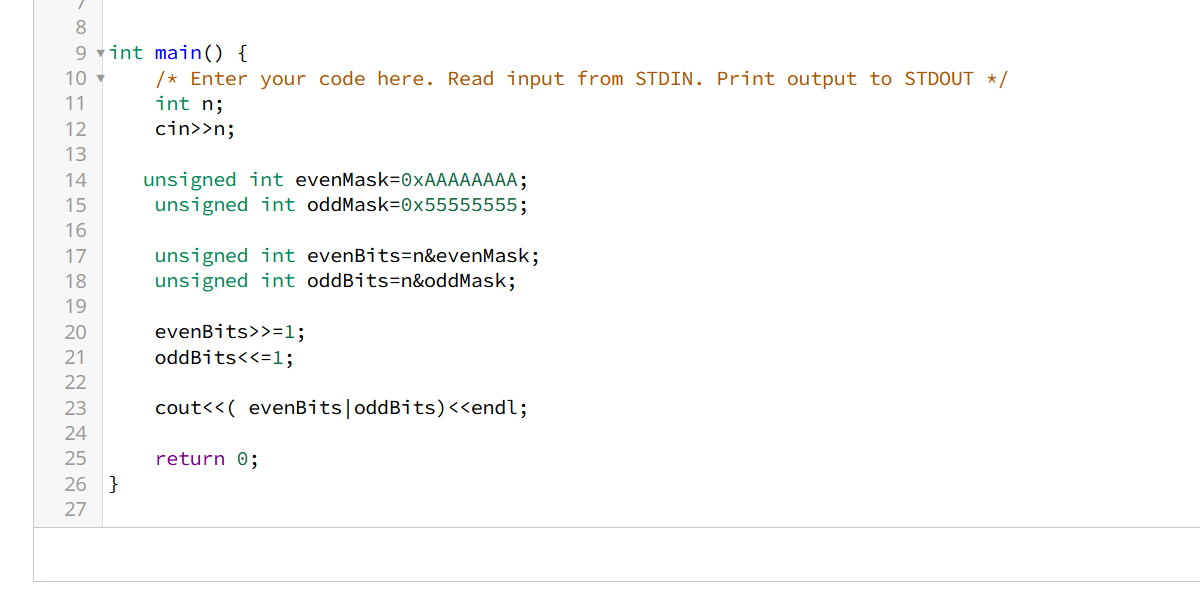 7
8
9 int main() {
10 /* Enter your code here. Read input from STDIN. Print output to STDOUT */
11 int n;
12 cin>>n;
13
14 unsigned int evenMask=0xAAAAAAAA;
15 unsigned int oddMask=0x55555555;
16
17 unsigned int evenBits=n&evenMask;
18 unsigned int oddBits=n&oddMask;
19
20 evenBits>>=1;
21 oddBits<<=1;
22
23 cout<<( evenBits|oddBits)<<endl;
24
25 return 0;
26 }
27